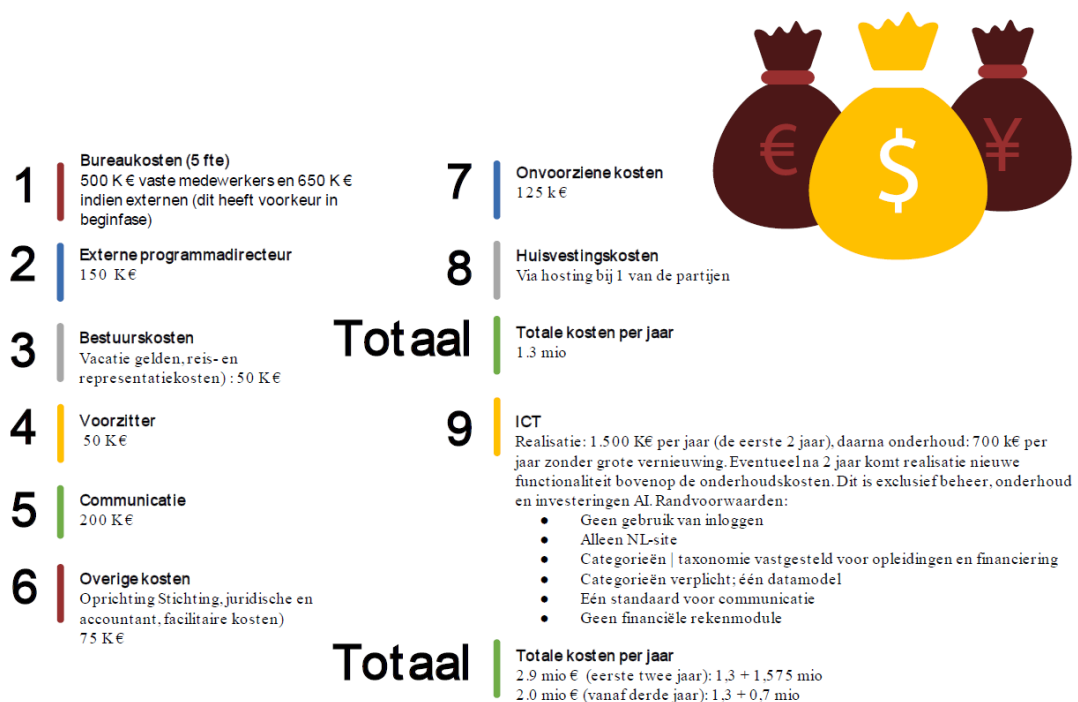 €
$
¥
1
Bureaukosten (5 fte)
500 K € vaste medewerkers en 650 K €
indien externen (dit heeft voorkeur in
beginfase)
2
Externe programmadirecteur
150 K€
3
Bestuurskosten
Vacatie gelden, reis- en
representatiekosten) : 50 K€
4
Voorzitter
50 K€
5
Communicatie
200 K€
6
Overige kosten
Oprichting Stichting, juridische en
accountant, facilitaire kosten)
75 K€
7
Onvoorziene kosten
125 k€
8
Huisvestingskosten
Via hosting bij 1 van de partijen
Totaal
Totale kosten per jaar
1.3 mio
9
ICT
Realisatie: 1.500 K€ per jaar (de eerste 2 jaar), daarna onderhoud: 700 k€ per
jaar zonder grote vernieuwing. Eventueel na 2 jaar komt realisatie nieuwe
functionaliteit bovenop de onderhoudskosten. Dit is exclusief beheer, onderhoud
en investeringen AI. Randvoorwaarden:
● Geen gebruik van inloggen
● Alleen NL-site
● Categorieën | taxonomie vastgesteld voor opleidingen en financiering
● Categorieën verplicht; één datamodel
● Eén standaard voor communicatie
● Geen financiële rekenmodule
Totaal
Totale kosten per jaar
2.9 mio € (eerste twee jaar): 1,3 + 1,575 mio
2.0 mio € (vanaf derde jaar): 1,3 + 0,7 mio